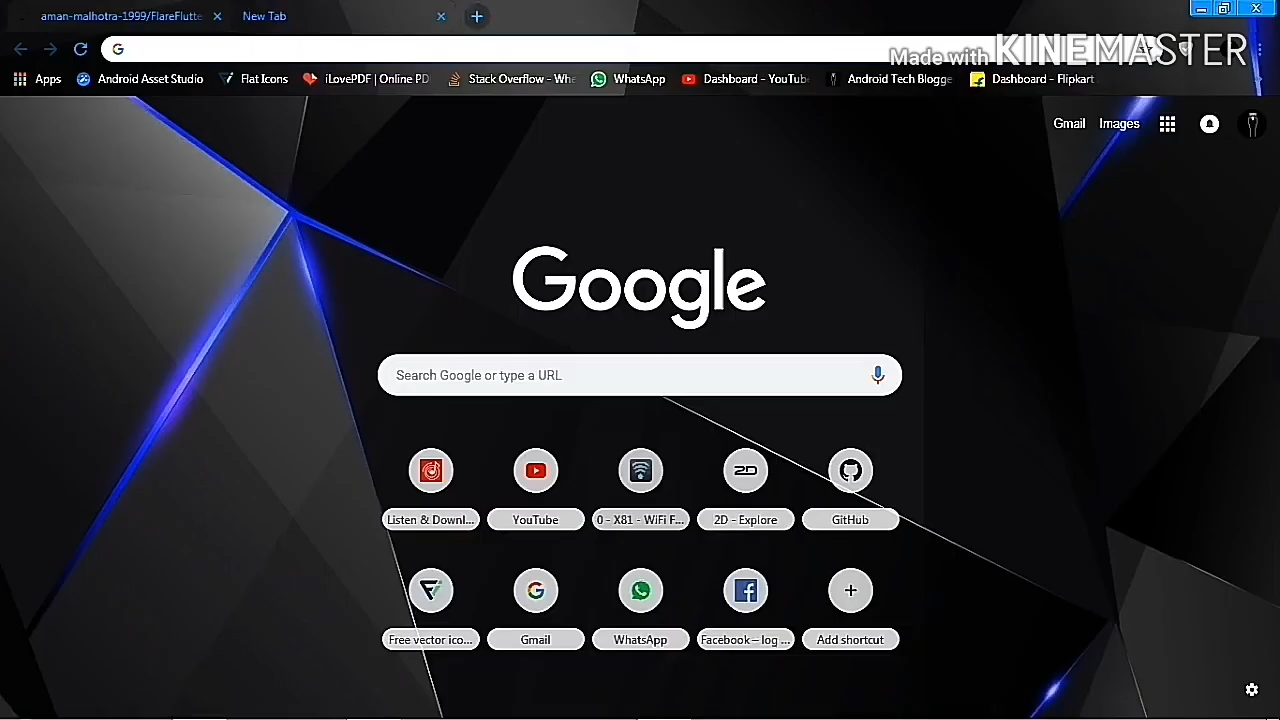 aman-malhotra-1999/FlareFlutte
New Tab
Made with KINEMASTER
Apps
Android Asset Studio
Flat Icons
iLovePDF | Online PD
Stack Overflow - Whe
WhatsApp
Dashboard - YouTub
Android Tech Blogge
Dashboard - Flipkart
Gmail
Images
Google
Search Google or type a URL
2D
Listen & Downl...
YouTube
0 - X81 - WiFi F...
2D - Explore
GitHub
Free vector ico...
Gmail
WhatsApp
Facebook – log ...
Add shortcut